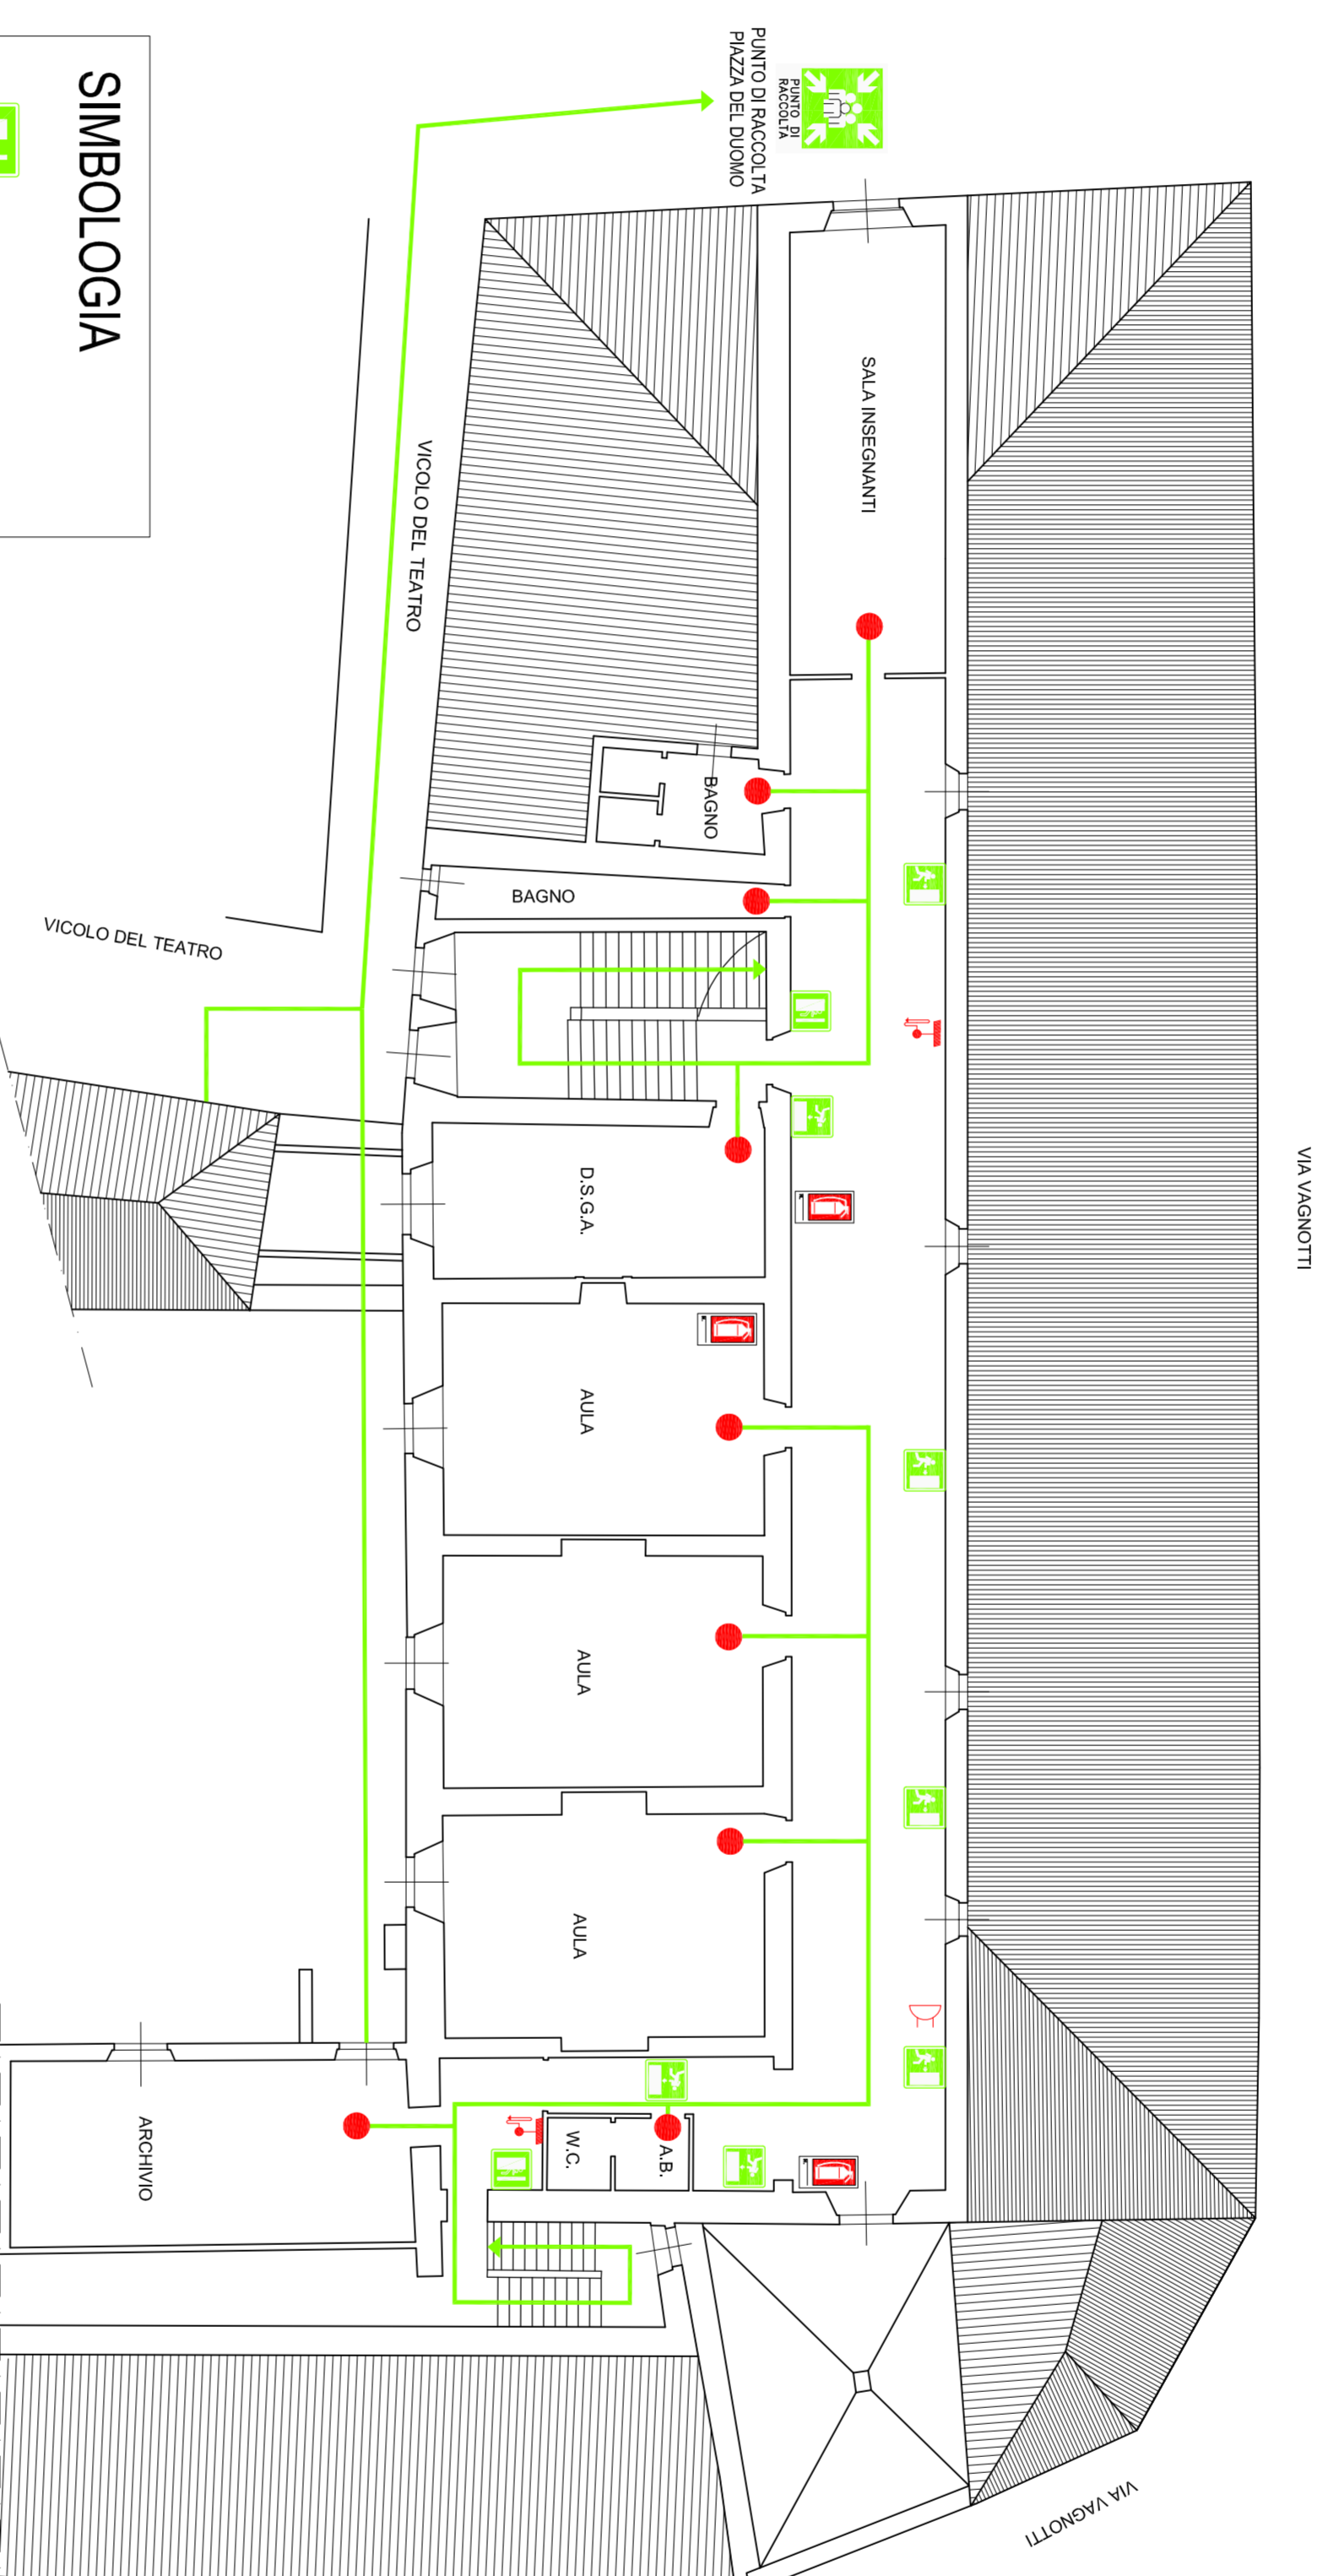 VIA VAGNOTTI
PUNTO DI
RACCOLTA
PUNTO DI RACCOLTA
PIAZZA DEL DUOMO
SALA INSEGNANTI
BAGNO
BAGNO
D.S.G.A.
AULA
AULA
AULA
A.B.
W.C.
ARCHIVIO
VICOLO DEL TEATRO
VICOLO DEL TEATRO
VIA VAGNOTTI
SIMBOLOGIA